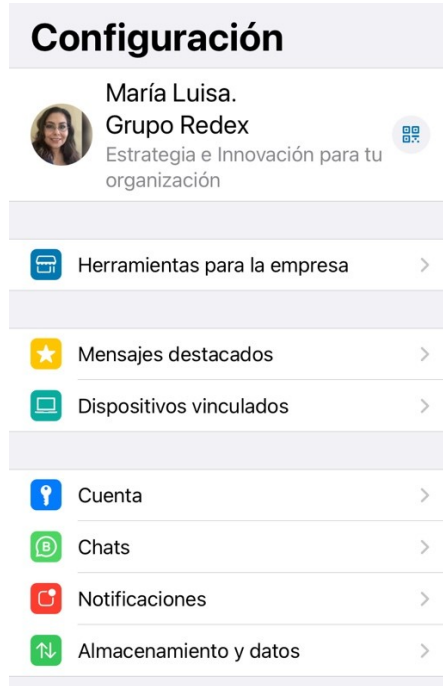 Configuración
María Luisa.
Grupo Redex
Estrategia e Innovación para tu
organización
Herramientas para la empresa
Mensajes destacados
Dispositivos vinculados
Cuenta
Chats
Notificaciones
Almacenamiento y datos